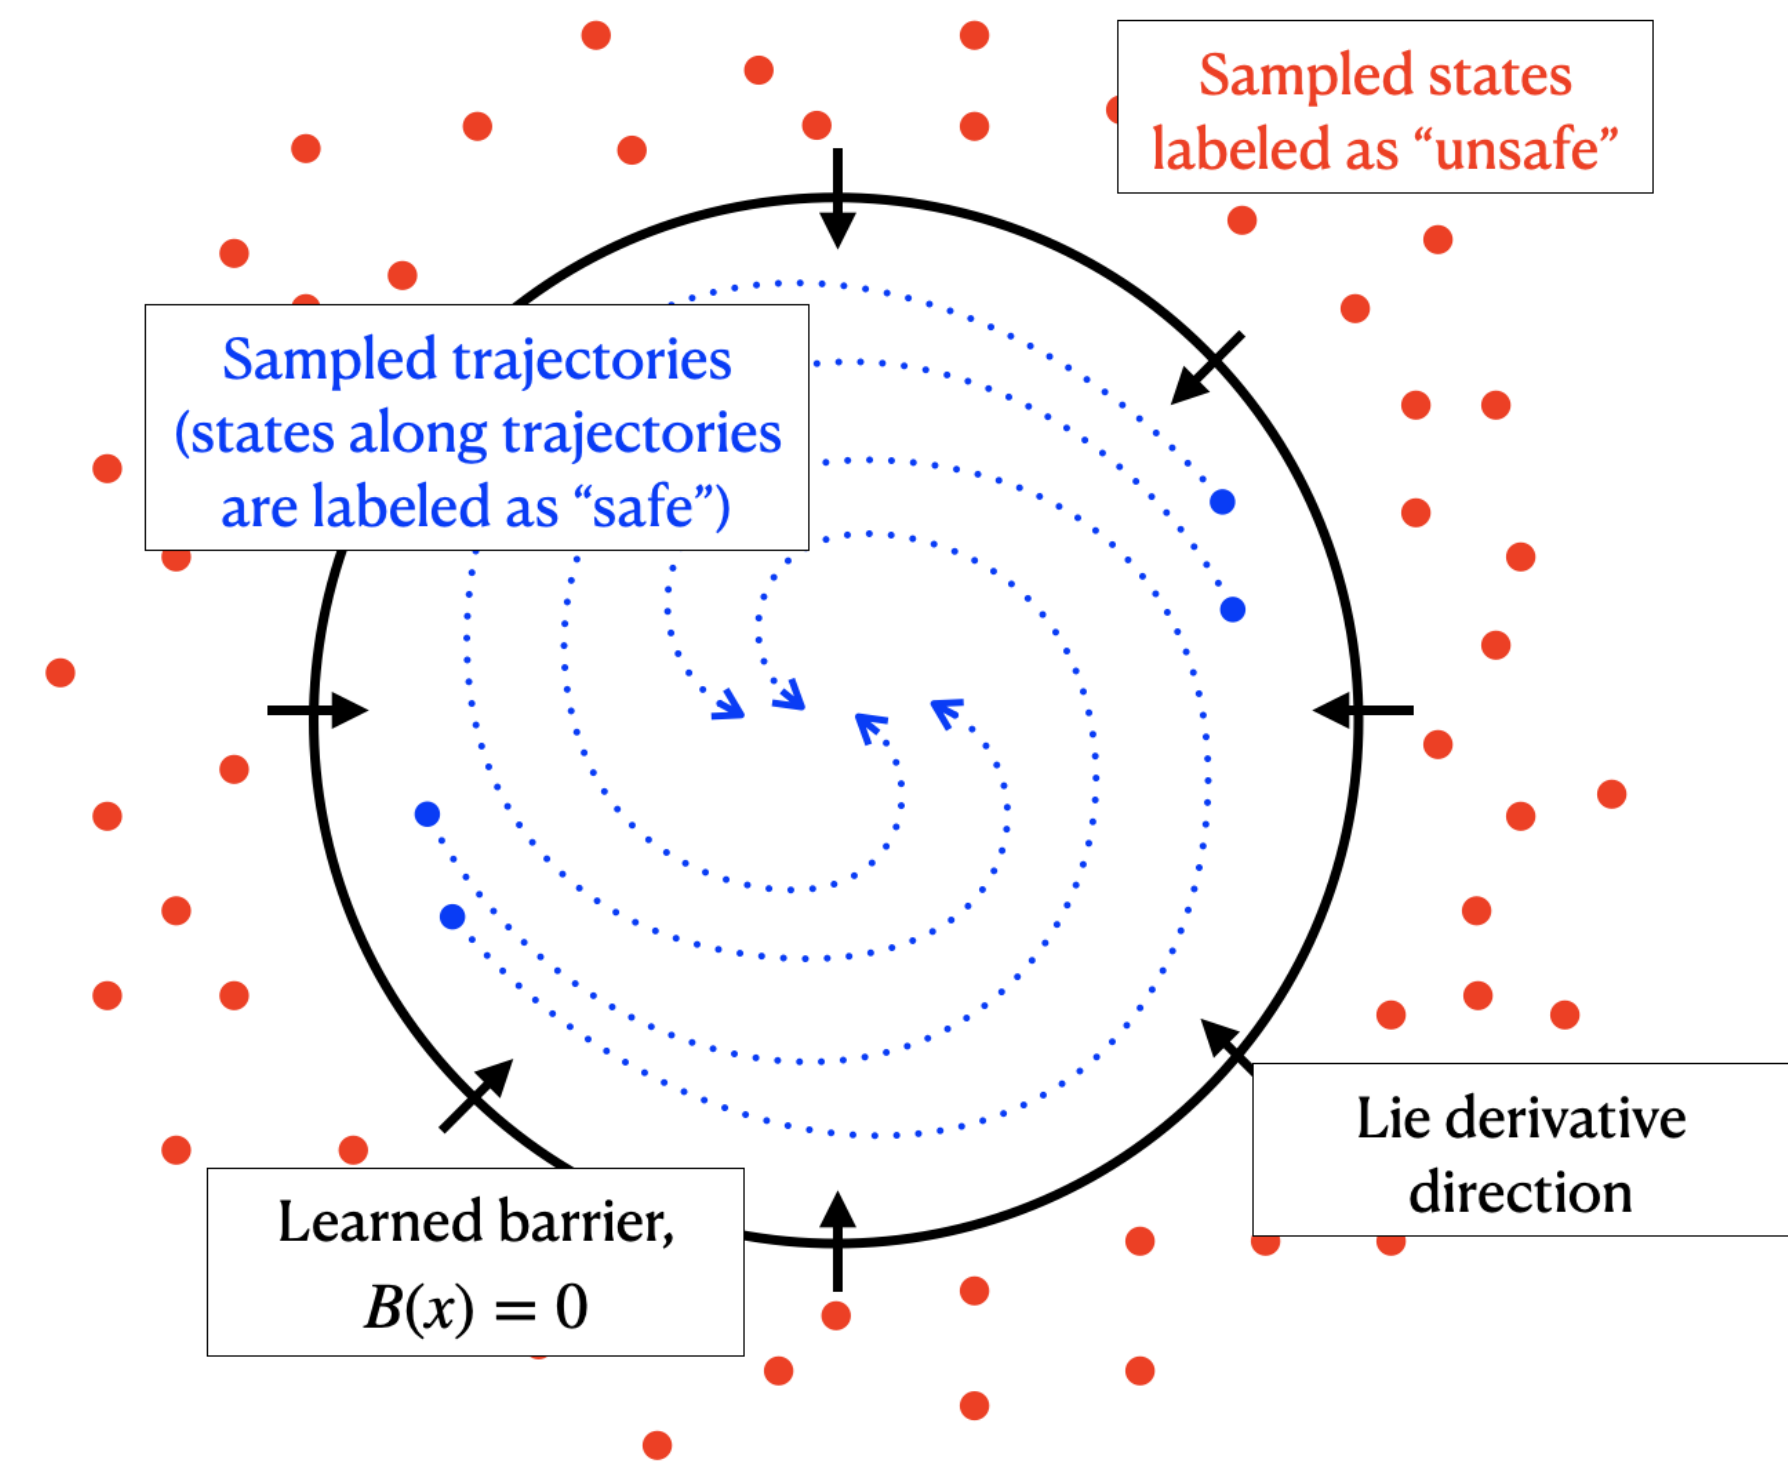 Sampled states
labeled as “unsafe”
Sampled trajectories
(states along trajectories
are labeled as “safe”)
Lie derivative
direction
Learned barrier,
B(x) = 0